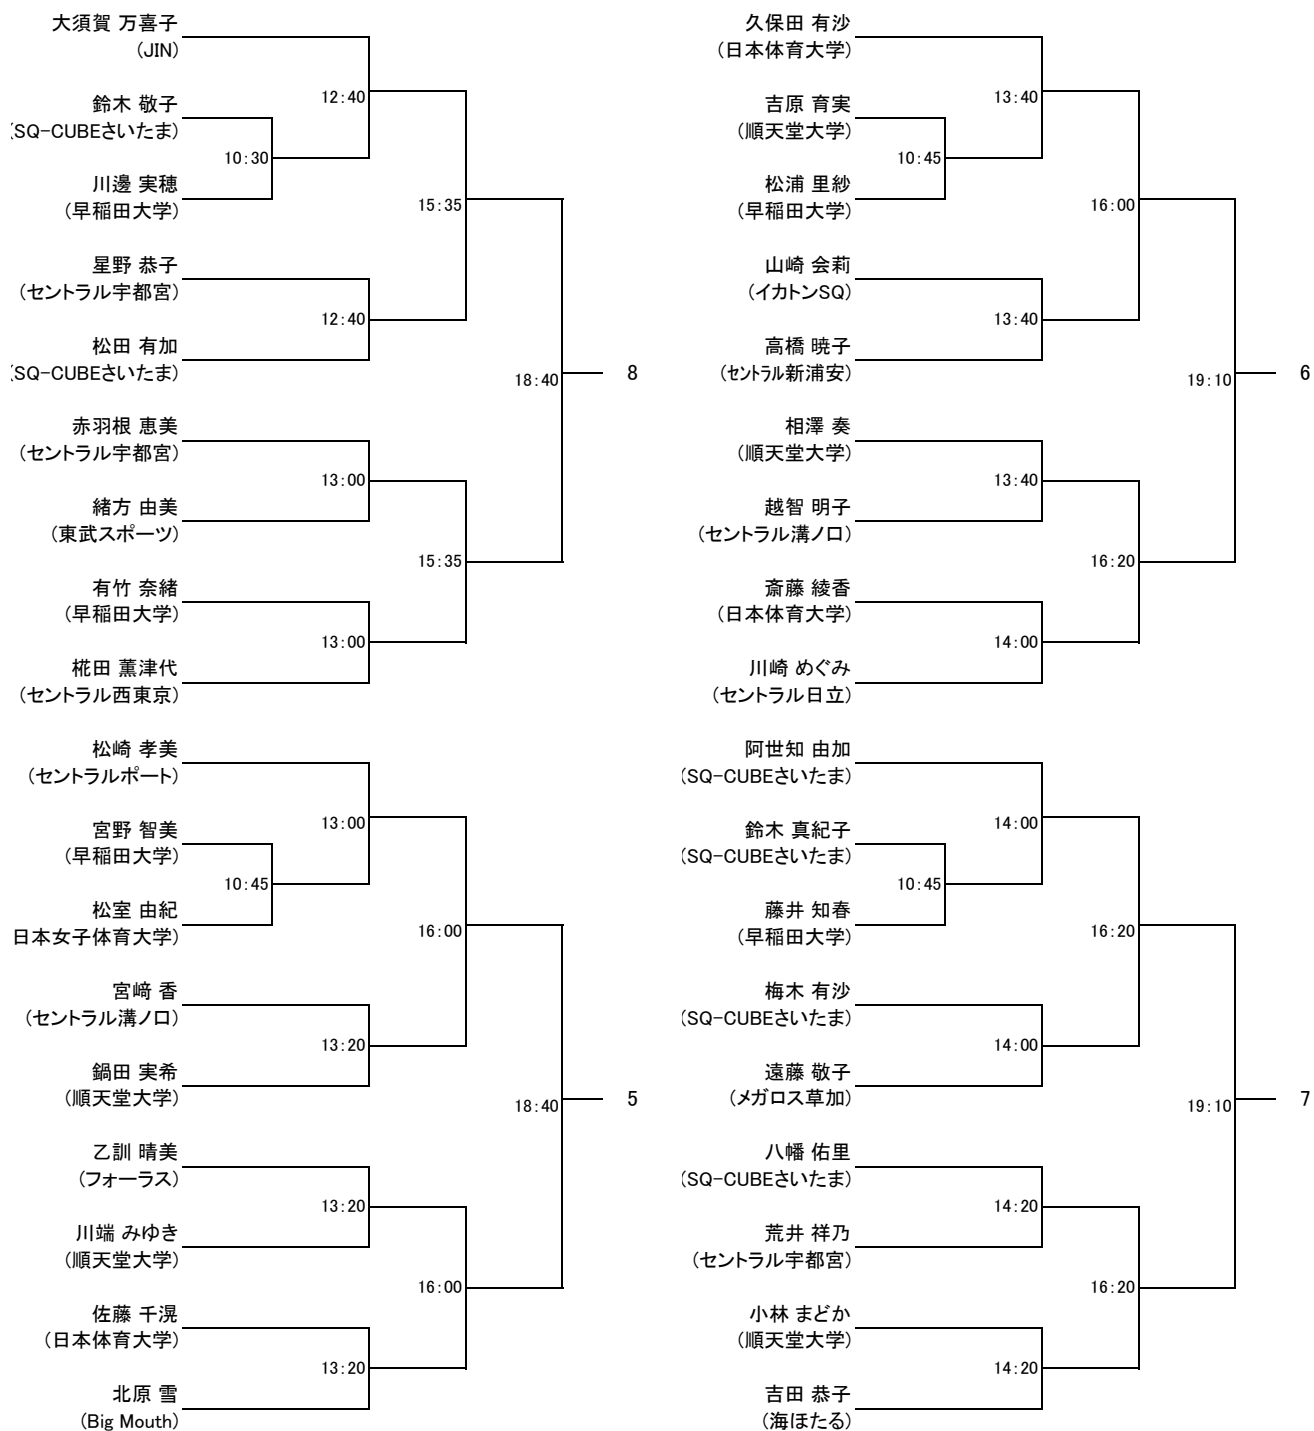 大須賀 万喜子
(JIN)
12:40
鈴木 敬子
(SQ-CUBEさいたま)
10:30
川邊 実穂
(早稲田大学)
15:35
星野 恭子
(セントラル宇都宮)
12:40
松田 有加
(SQ-CUBEさいたま)
18:40
8
赤羽根 恵美
(セントラル宇都宮)
13:00
緒方 由美
(東武スポーツ)
15:35
有竹 奈緒
(早稲田大学)
13:00
椛田 薫津代
(セントラル西東京)
松崎 孝美
(セントラルポート)
13:00
宮野 智美
(早稲田大学)
10:45
松室 由紀
日本女子体育大学)
16:00
宮﨑 香
(セントラル溝ノ口)
13:20
鍋田 実希
(順天堂大学)
18:40
5
乙訓 晴美
(フォーラス)
13:20
川端 みゆき
(順天堂大学)
16:00
佐藤 千滉
(日本体育大学)
13:20
北原 雪
(Big Mouth)
久保田 有沙
(日本体育大学)
13:40
吉原 育実
(順天堂大学)
10:45
松浦 里紗
(早稲田大学)
16:00
山崎 会莉
(イカトンSQ)
13:40
高橋 暁子
(セントラル新浦安)
19:10
6
相澤 奏
(順天堂大学)
13:40
越智 明子
(セントラル溝ノ口)
16:20
斎藤 綾香
(日本体育大学)
14:00
川崎 めぐみ
(セントラル日立)
阿世知 由加
(SQ-CUBEさいたま)
14:00
鈴木 真紀子
(SQ-CUBEさいたま)
10:45
藤井 知春
(早稲田大学)
16:20
梅木 有沙
(SQ-CUBEさいたま)
14:00
遠藤 敬子
(メガロス草加)
19:10
7
八幡 佑里
(SQ-CUBEさいたま)
14:20
荒井 祥乃
(セントラル宇都宮)
16:20
小林 まどか
(順天堂大学)
14:20
吉田 恭子
(海ほたる)